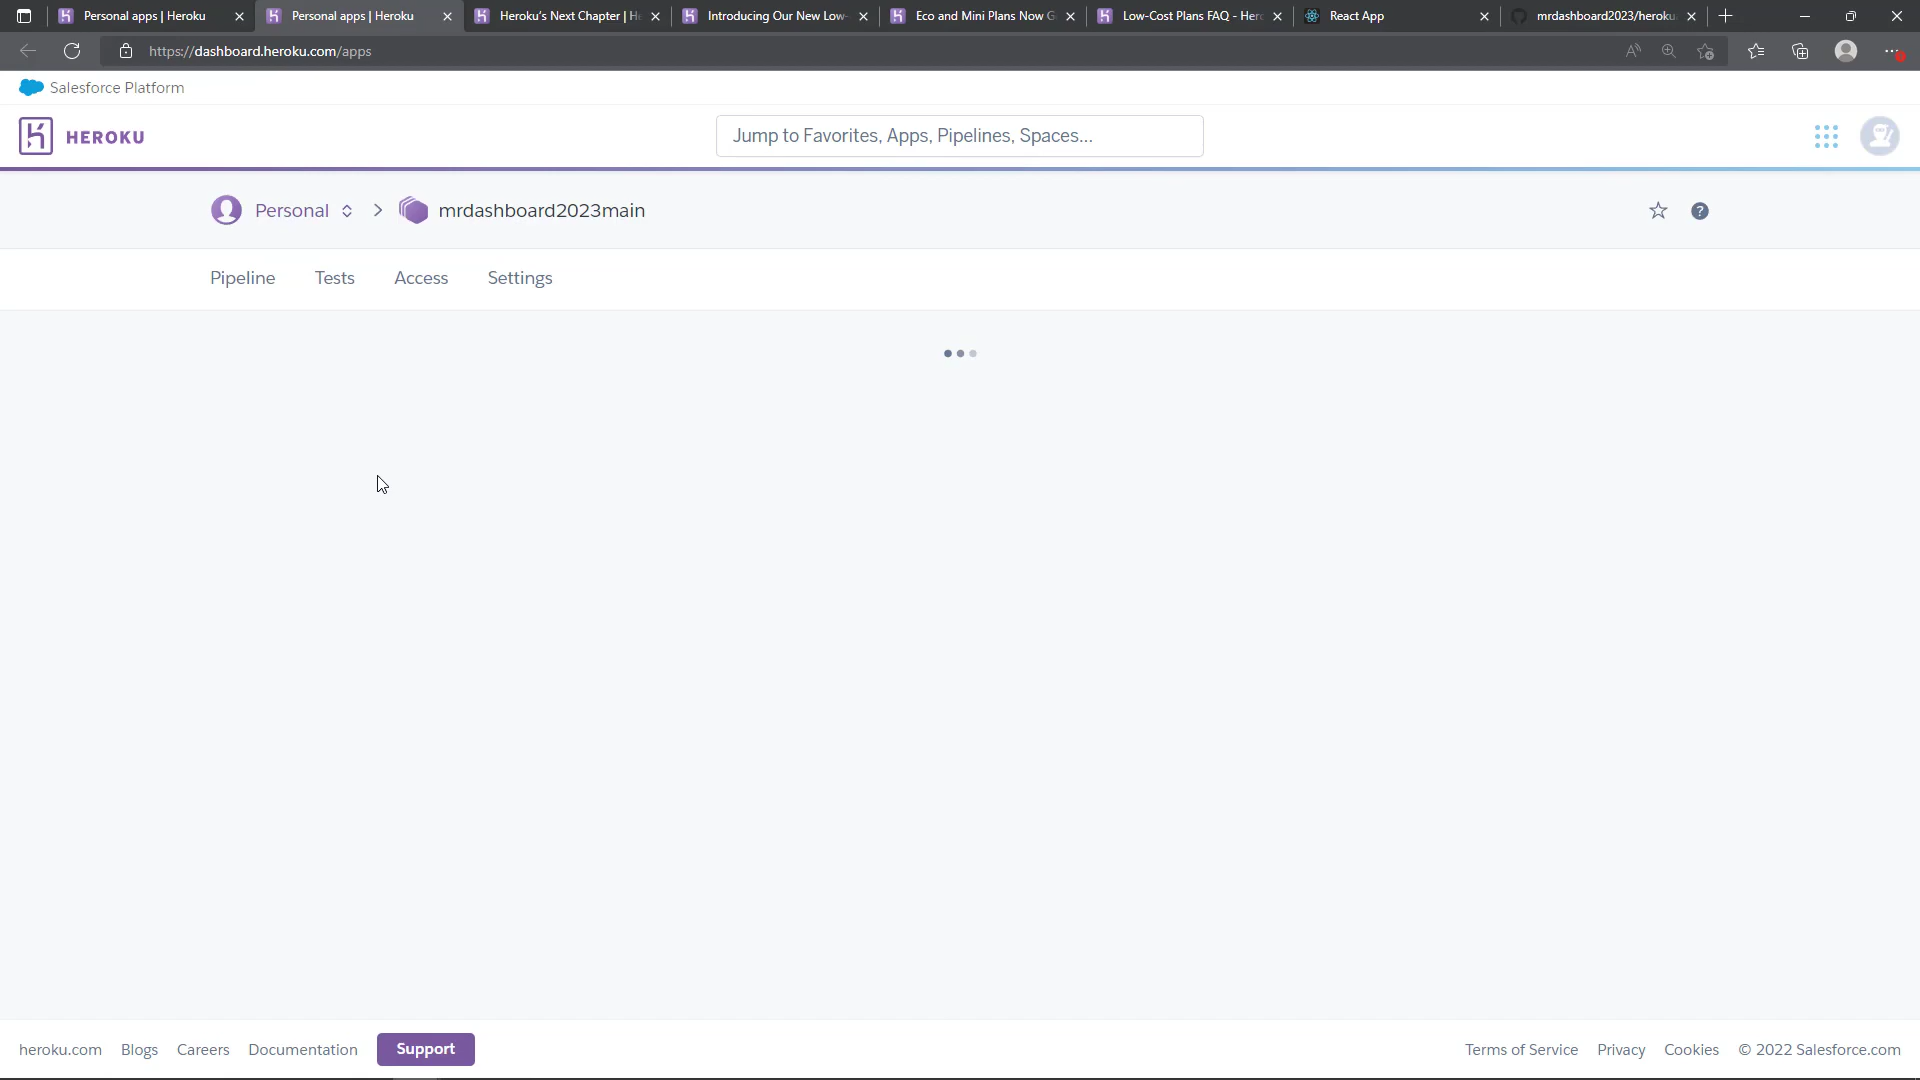 Personal apps | Heroku
Personal apps | Heroku
Heroku's Next Chapter | H
Introducing Our New Low-
Eco and Mini Plans Now G
Low-Cost Plans FAQ - Hero
React App
mrdashboard2023/heroku
https://dashboard.heroku.com/apps
Salesforce Platform
HEROKU
Jump to Favorites, Apps, Pipelines, Spaces...
Personal
mrdashboard2023main
Pipeline
Tests
Access
Settings
heroku.com
Blogs
Careers
Documentation
Support
Terms of Service
Privacy
Cookies
© 2022 Salesforce.com